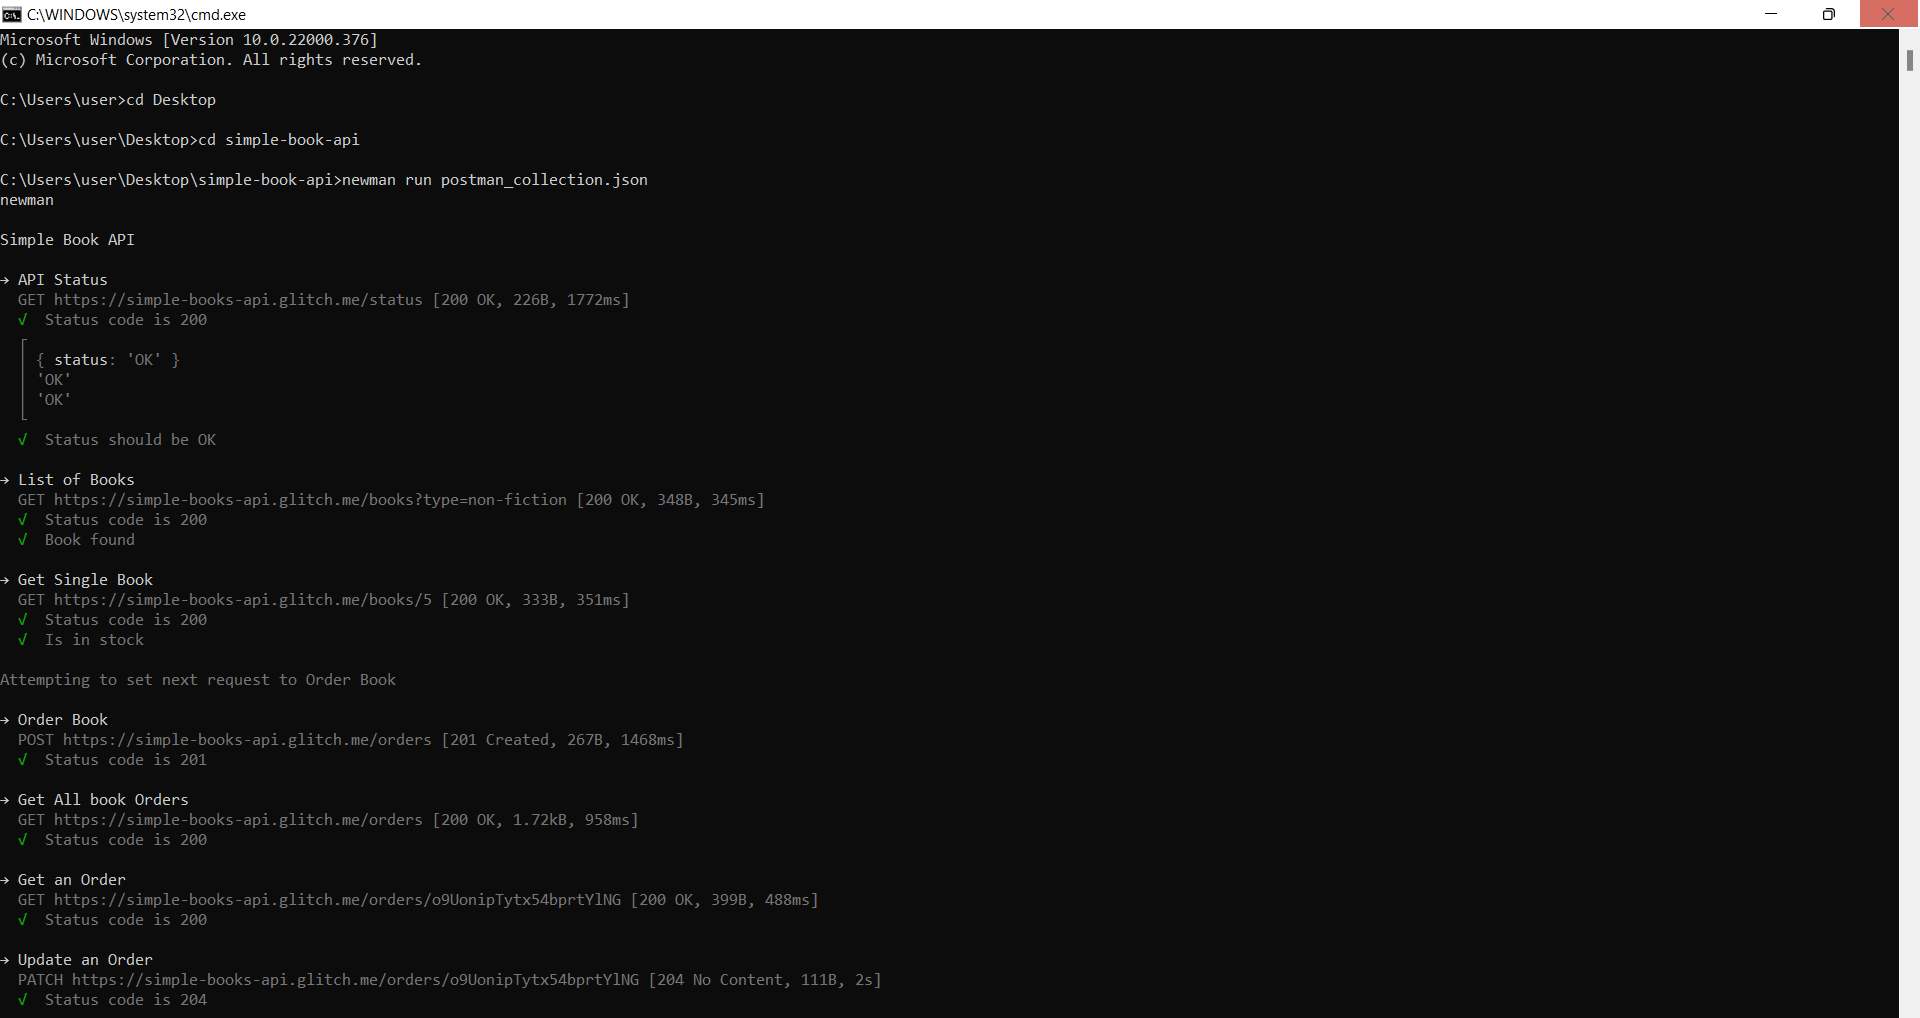 C:\WINDOWS\system32\cmd.exe
Microsoft Windows [Version 10.0.22000.376]
(c) Microsoft Corporation. All rights reserved.
C:\Users\user>cd Desktop
C:\Users\user\Desktop>cd simple-book-api
C:\Users\user\Desktop\simple-book-api>newman run postman_collection.json
newman
Simple Book API
→ API Status
GET https://simple-books-api.glitch.me/status [200 OK, 226B, 1772ms]
√ Status code is 200
{ status: 'OK' }
'OK'
'OK'
√ Status should be OK
→ List of Books
GET https://simple-books-api.glitch.me/books?type=non-fiction [200 OK, 348B, 345ms]
√ Status code is 200
√ Book found
→ Get Single Book
GET https://simple-books-api.glitch.me/books/5 [200 OK, 333B, 351ms]
√ Status code is 200
√ Is in stock
Attempting to set next request to Order Book
→ Order Book
POST https://simple-books-api.glitch.me/orders [201 Created, 267B, 1468ms]
√ Status code is 201
→ Get All book Orders
GET https://simple-books-api.glitch.me/orders [200 OK, 1.72kB, 958ms]
√ Status code is 200
→ Get an Order
GET https://simple-books-api.glitch.me/orders/o9UonipTytx54bprtYlNG [200 OK, 399B, 488ms]
√ Status code is 200
→ Update an Order
PATCH https://simple-books-api.glitch.me/orders/o9UonipTytx54bprtYlNG [204 No Content, 111B, 2s]
√ Status code is 204